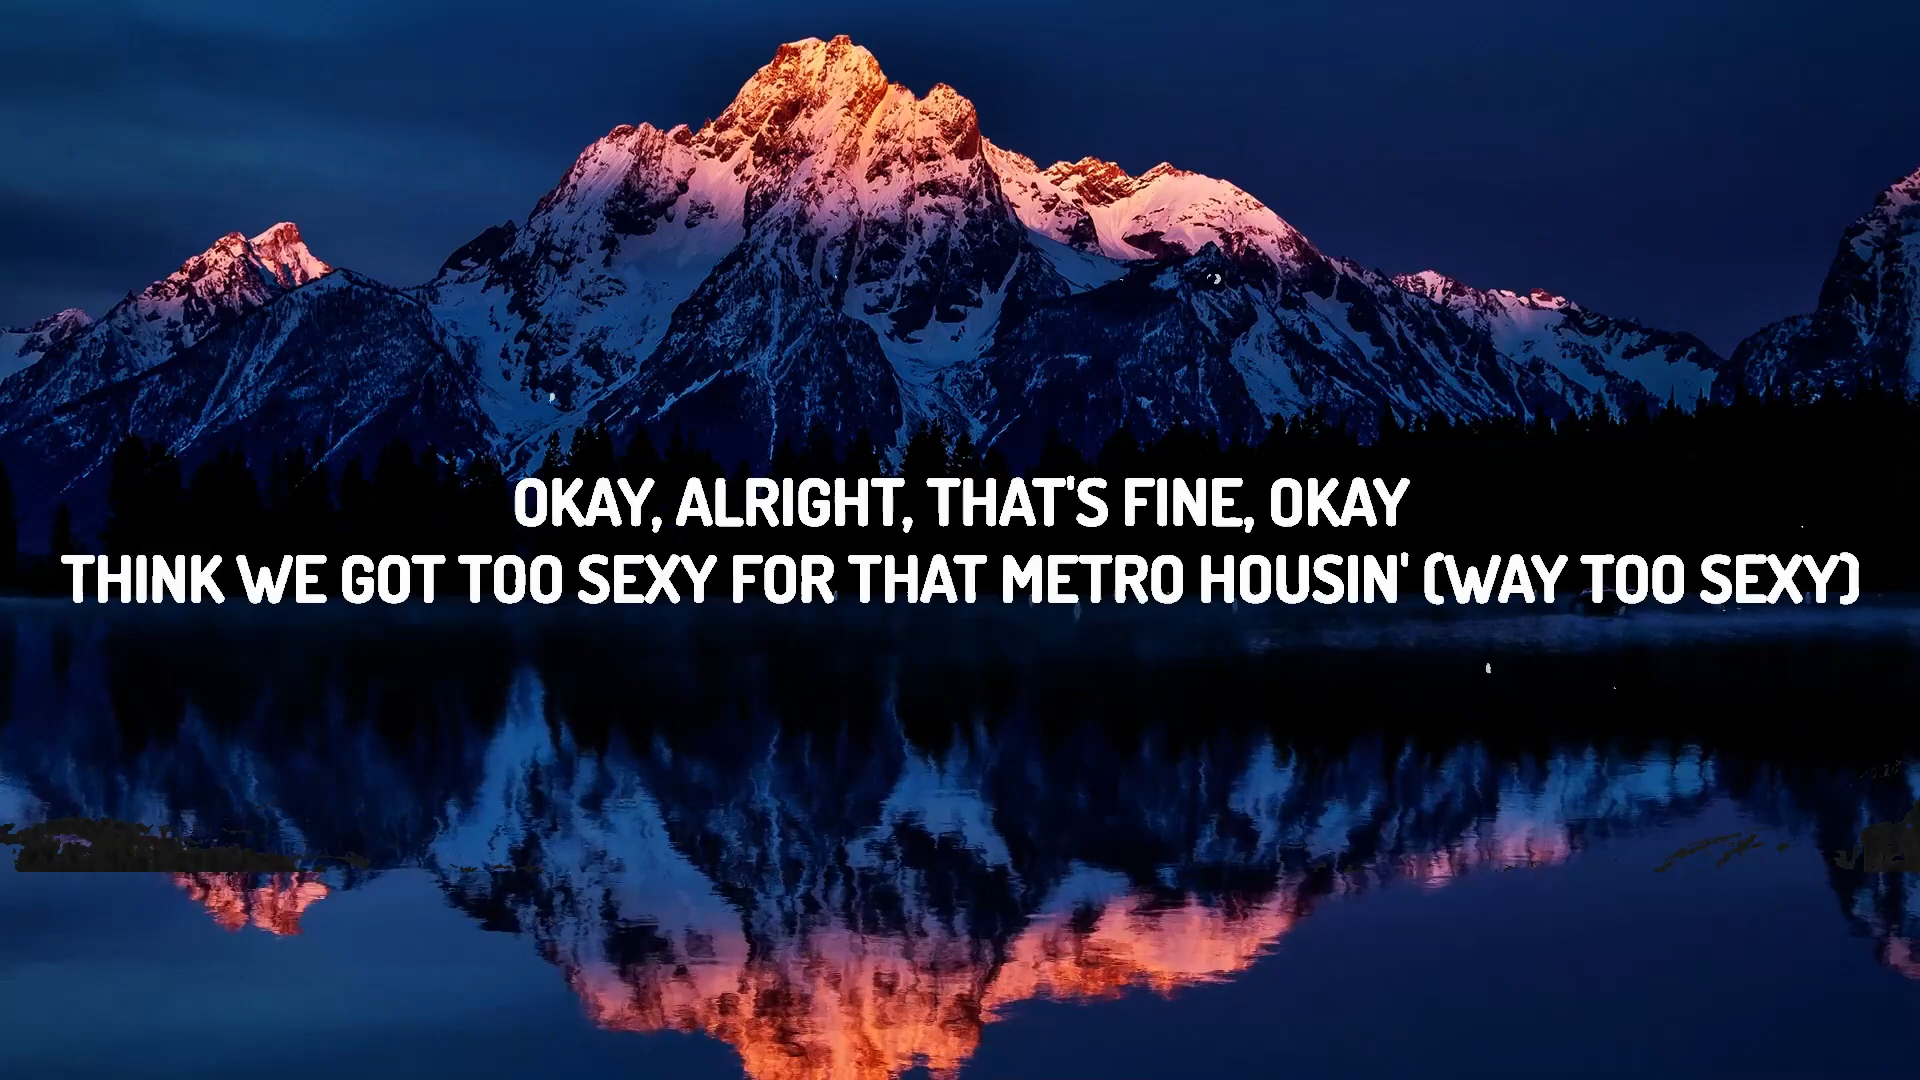 OKAY, ALRIGHT, THAT'S FINE, OKAY
THINK WE GOT TOO SEXY FOR THAT METRO HOUSIN' (WAY TOO SEXY)